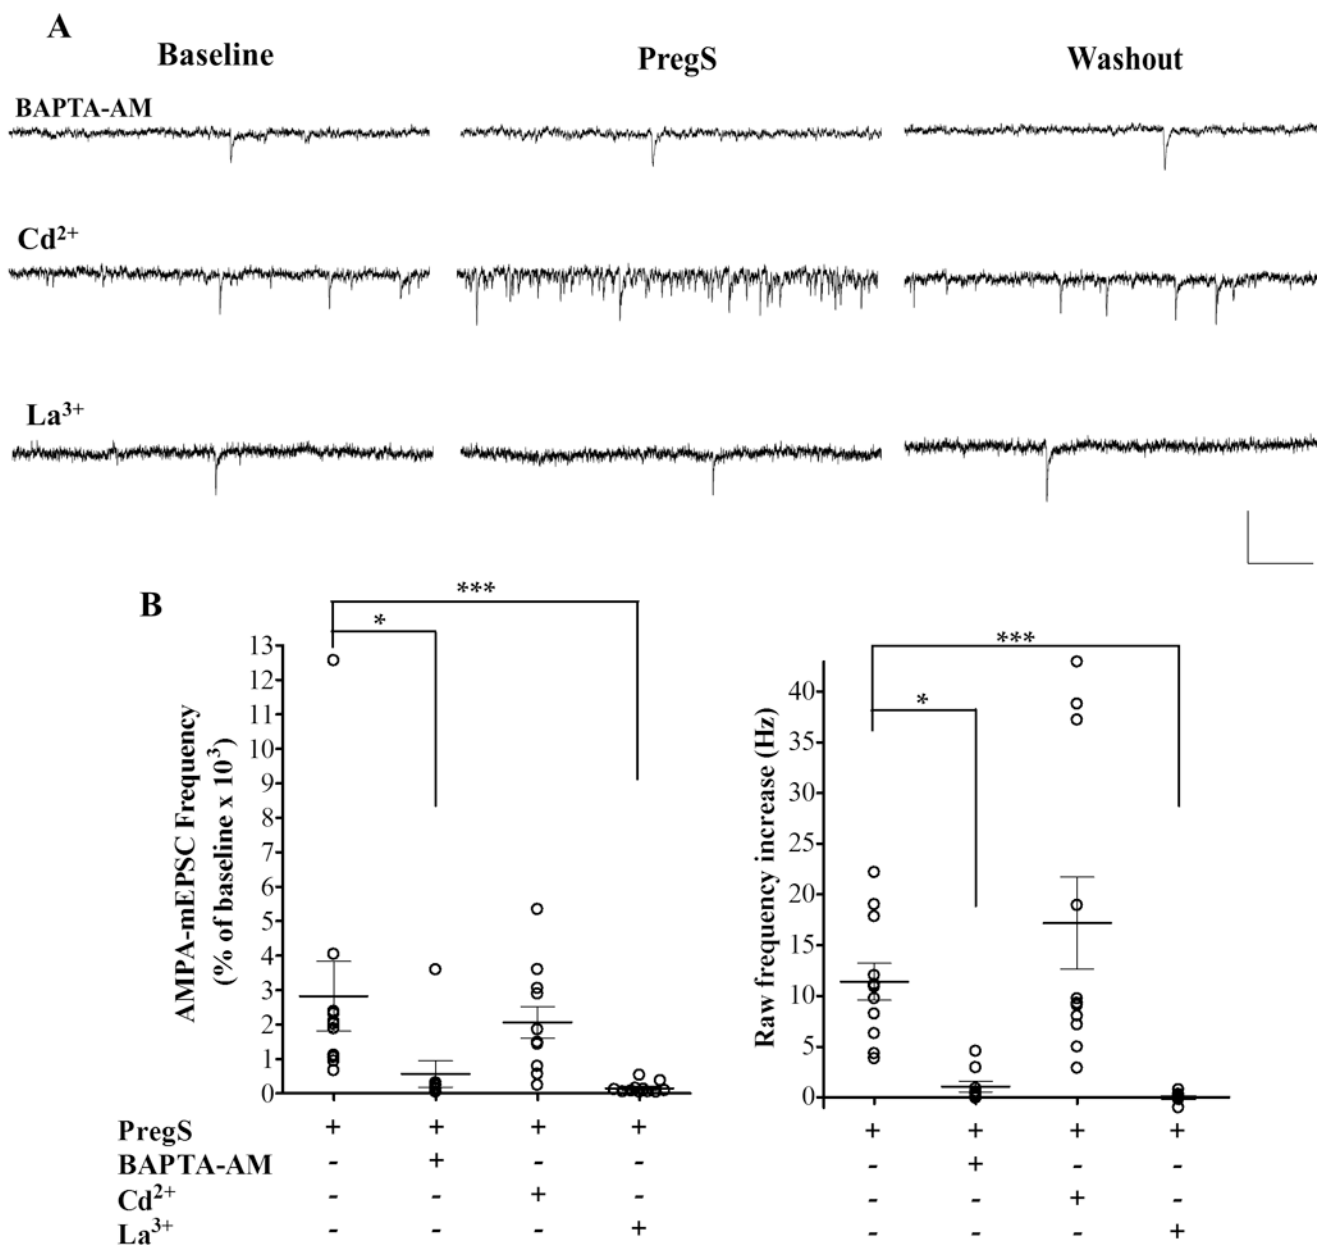 A
Baseline PregS Washout
BAPTA-AM
Cd²⁺
La³⁺
B
***
*
AMPA-mEPSC Frequency
(% of baseline x 10³)
13
12
11
10
9
8
7
6
5
4
3
2
1
0
***
*
Raw frequency increase (Hz)
40
35
30
25
20
15
10
5
0
PregS + + + + + + + +
BAPTA-AM - + - - - + - -
Cd²⁺ - - + - - - + -
La³⁺ - - - + - - - +